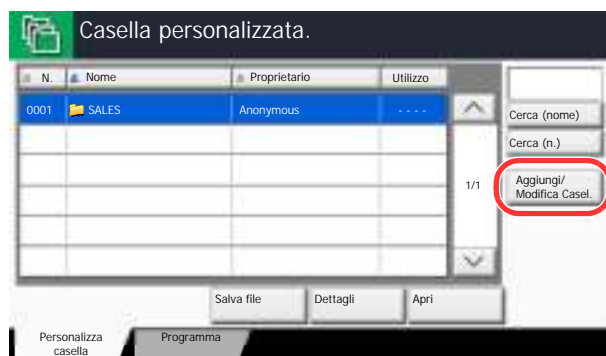 Casella personalizzata.
N. Nome Proprietario Utilizzo
0001 SALES Anonymous - - - -
Cerca (nome)
Cerca (n.)
1/1
Aggiungi/
Modifica Casel.
Salva file Dettagli Apri
Personalizza
casella
Programma